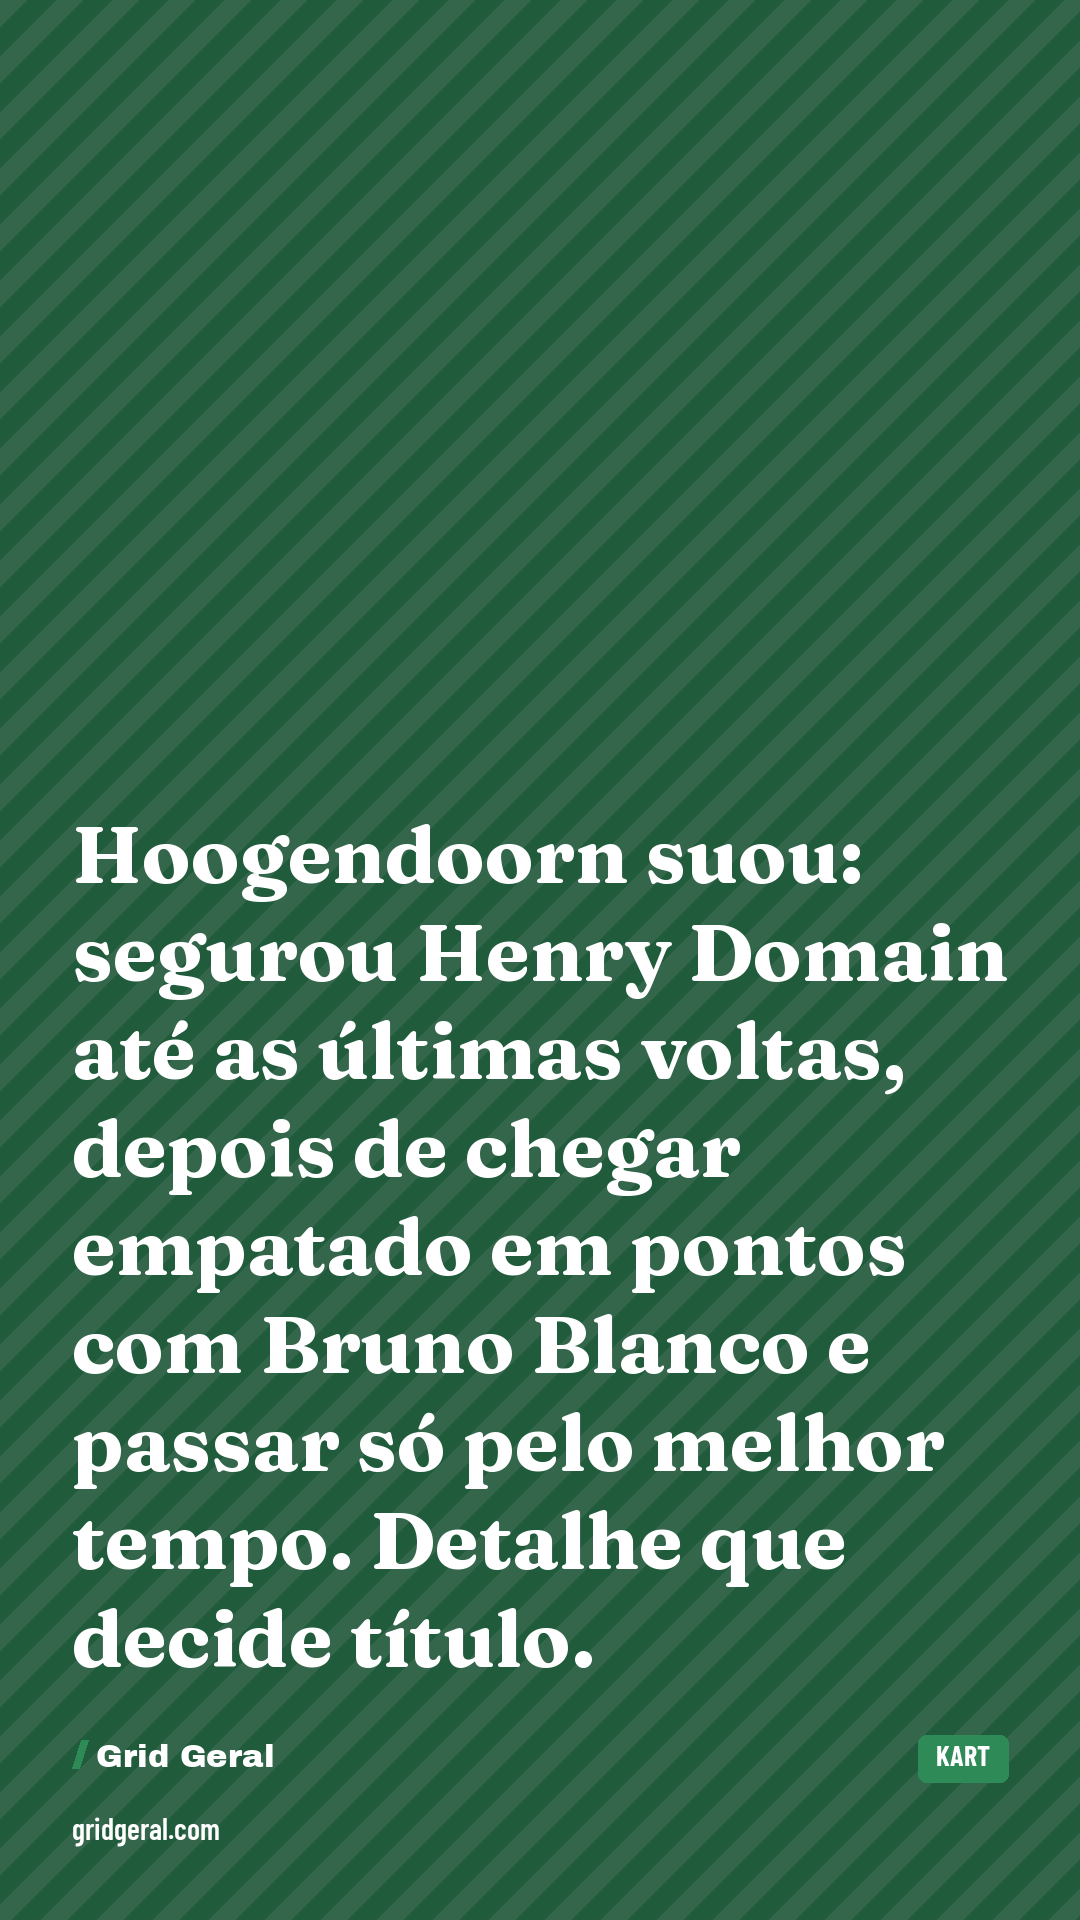 Hoogendoorn suou:
segurou Henry Domain
até as últimas voltas,
depois de chegar
empatado em pontos
com Bruno Blanco e
passar só pelo melhor
tempo. Detalhe que
decide título.
/ Grid Geral
KART
gridgeral.com